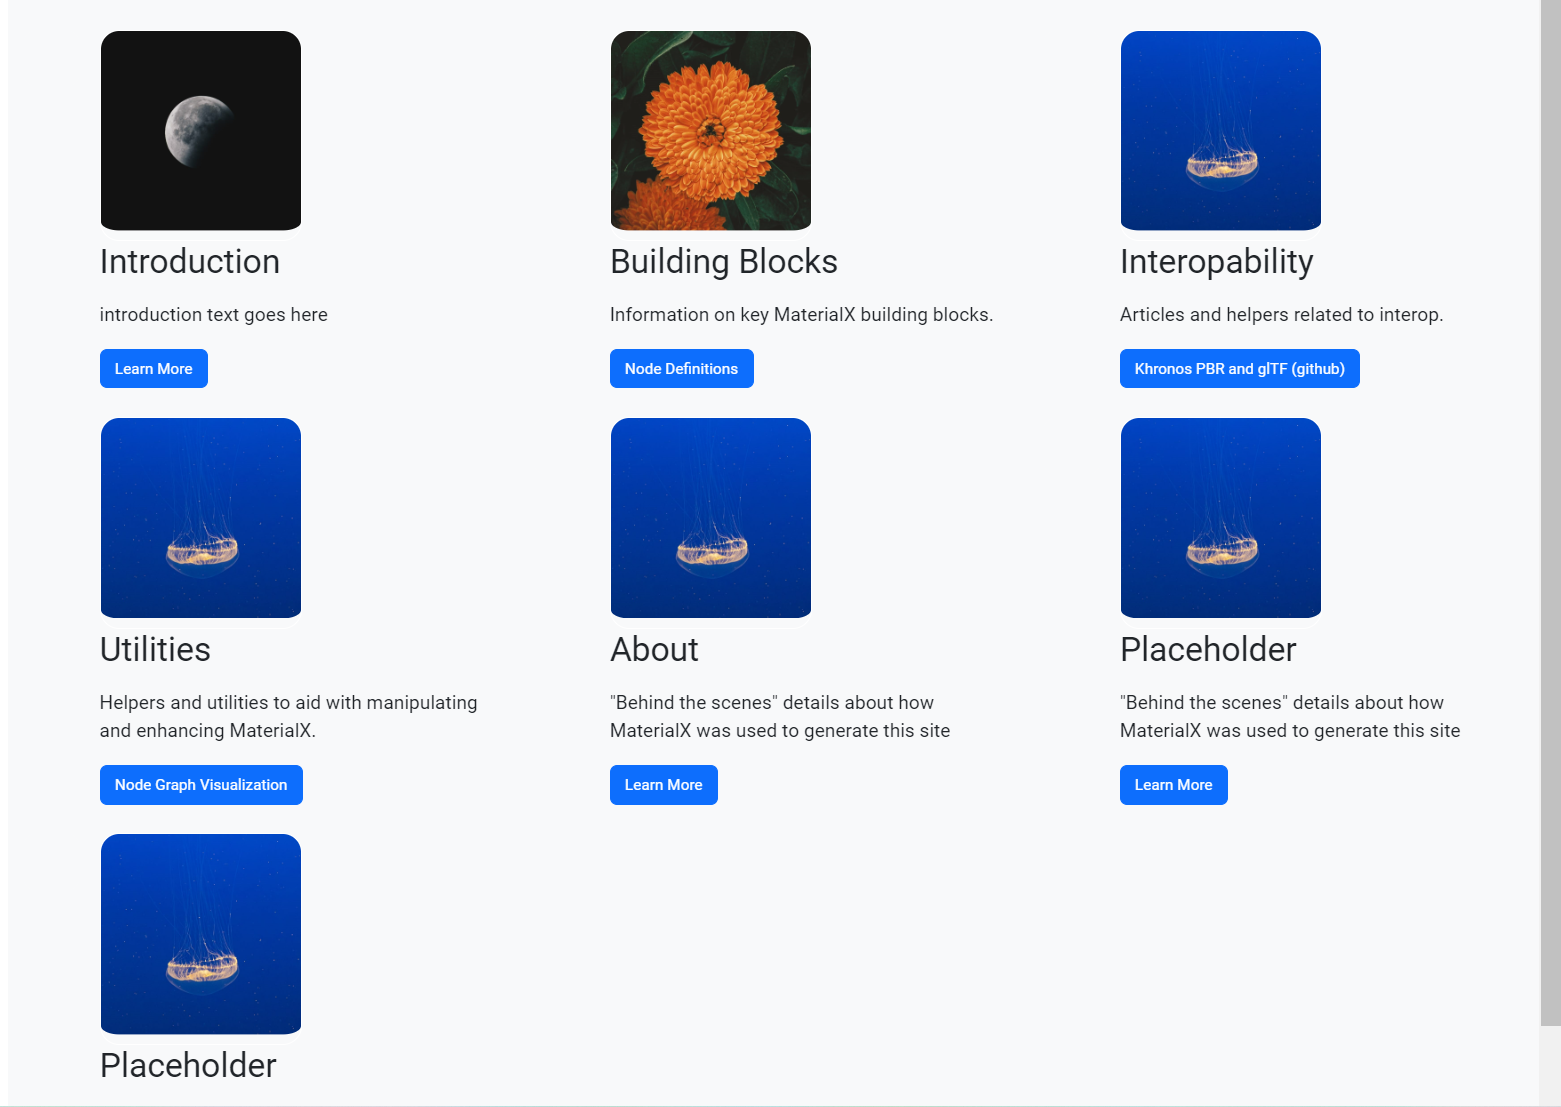 Introduction
introduction text goes here
Learn More
Building Blocks
Information on key MaterialX building blocks.
Node Definitions
Interopability
Articles and helpers related to interop.
Khronos PBR and glTF (github)
Utilities
Helpers and utilities to aid with manipulating
and enhancing MaterialX.
Node Graph Visualization
About
"Behind the scenes" details about how
MaterialX was used to generate this site
Learn More
Placeholder
"Behind the scenes" details about how
MaterialX was used to generate this site
Learn More
Placeholder